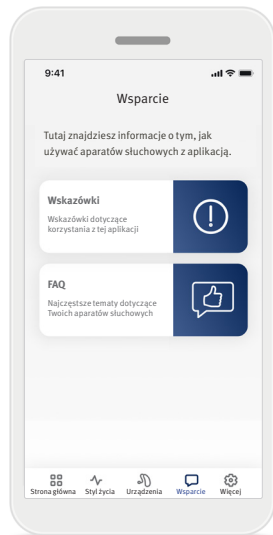 9:41
Wsparcie
Tutaj znajdziesz informacje o tym, jak
używać aparatów słuchowych z aplikacją.
Wskazówki
Wskazówki dotyczące
korzystania z tej aplikacji
FAQ
Najczęstsze tematy dotyczące
Twoich aparatów słuchowych
Strona główna Styl życia Urządzenia Wsparcie Więcej